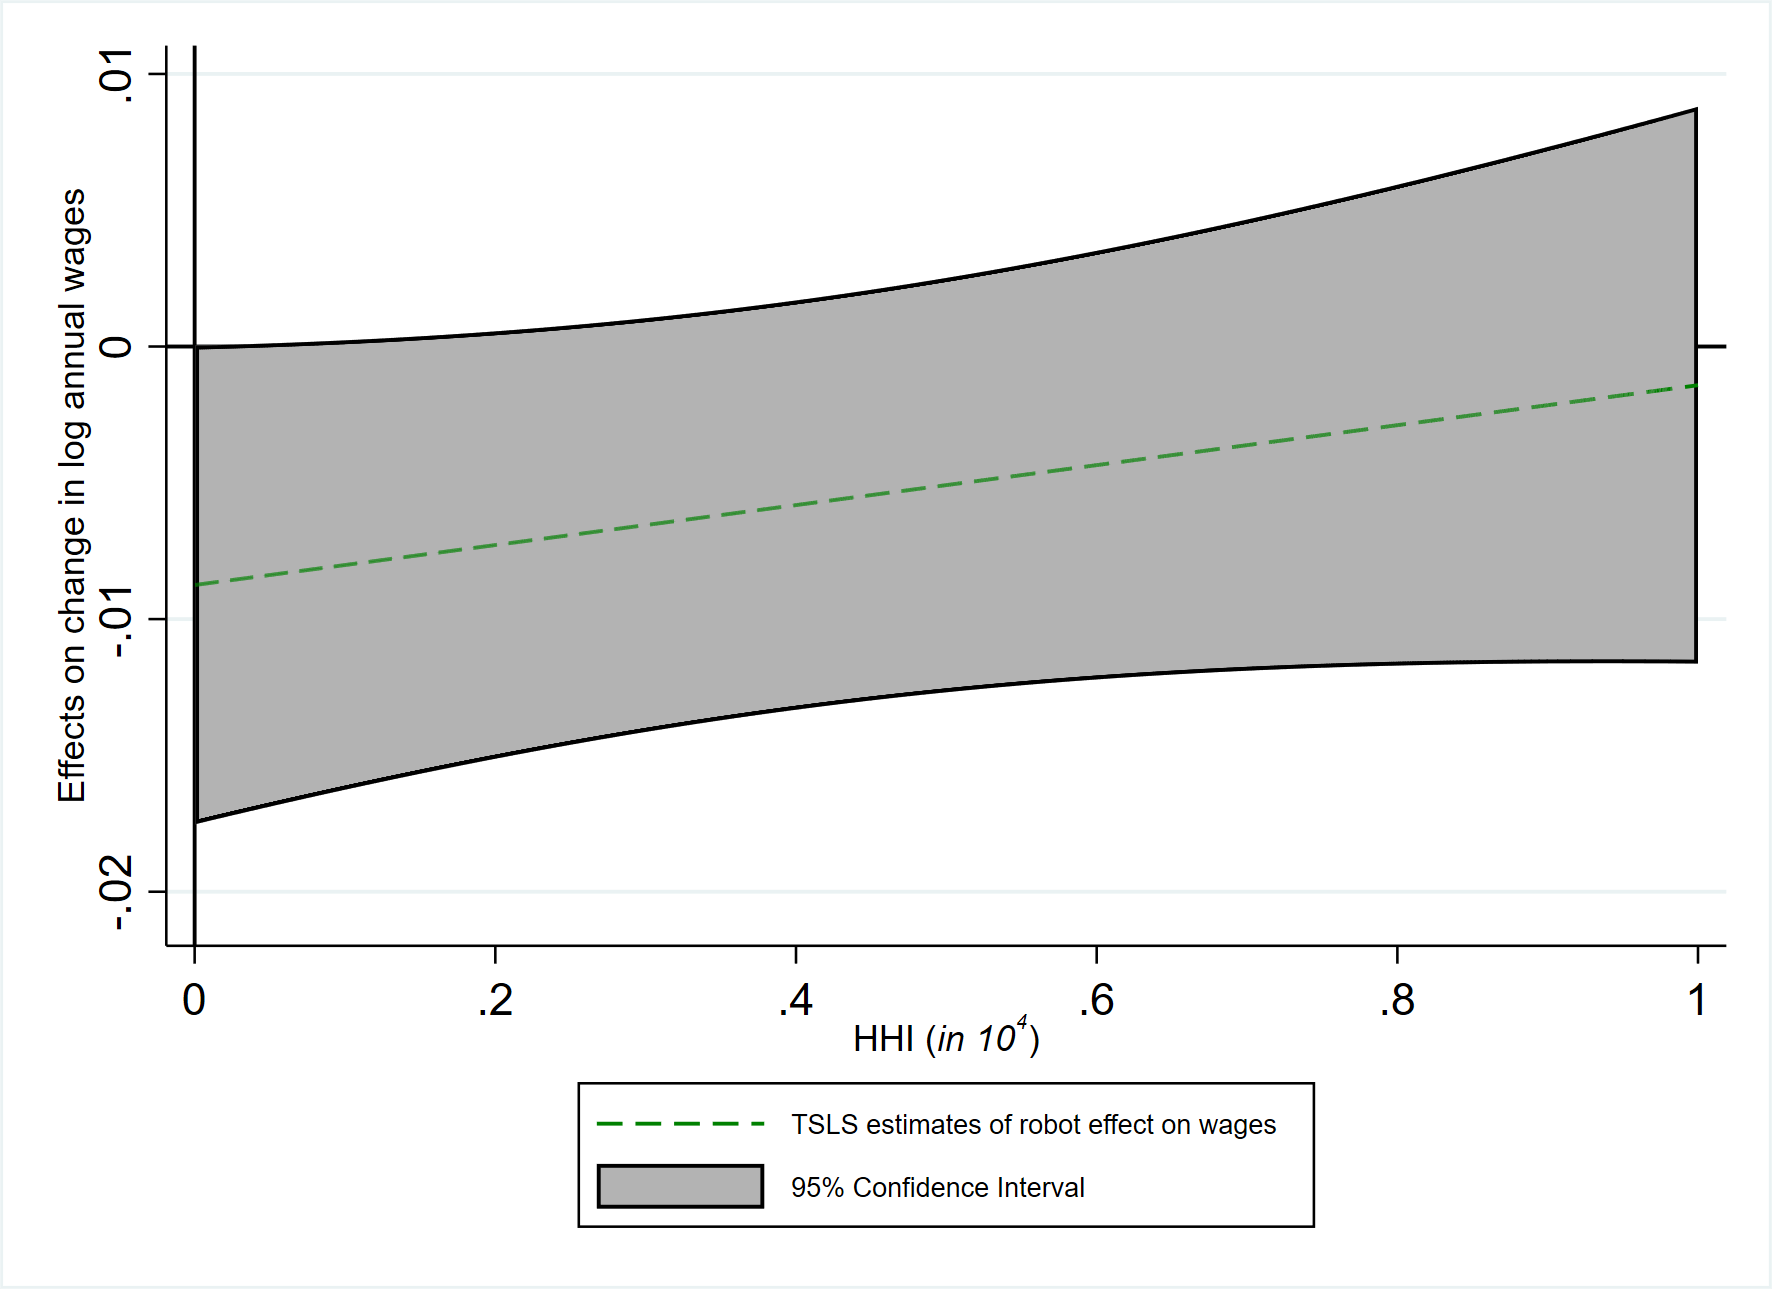 Effects on change in log annual wages
.01
0
-.01
-.02
0 .2 .4 .6 .8 1
HHI (in 10⁴)
TSLS estimates of robot effect on wages
95% Confidence Interval